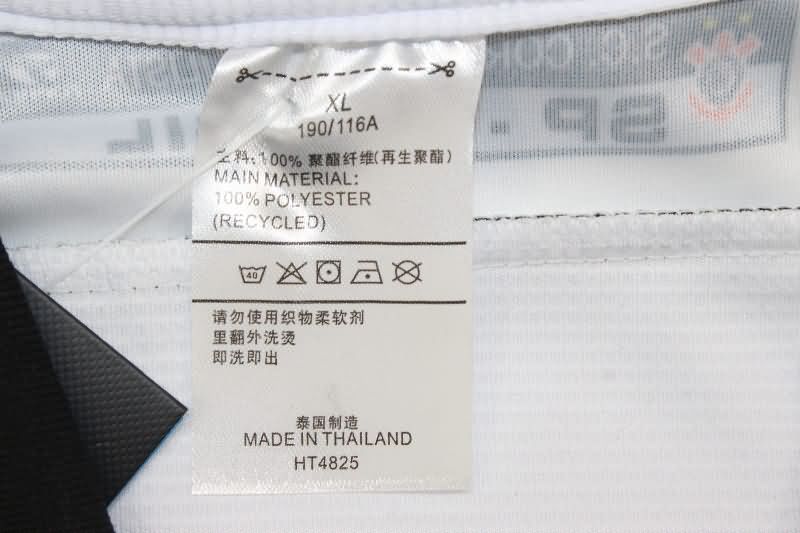 XL
190/116A
主料:100% 聚酯纤维(再生聚酯)
MAIN MATERIAL:
100% POLYESTER
(RECYCLED)
40
请勿使用织物柔软剂
里翻外洗烫
即洗即出
泰国制造
MADE IN THAILAND
HT4825